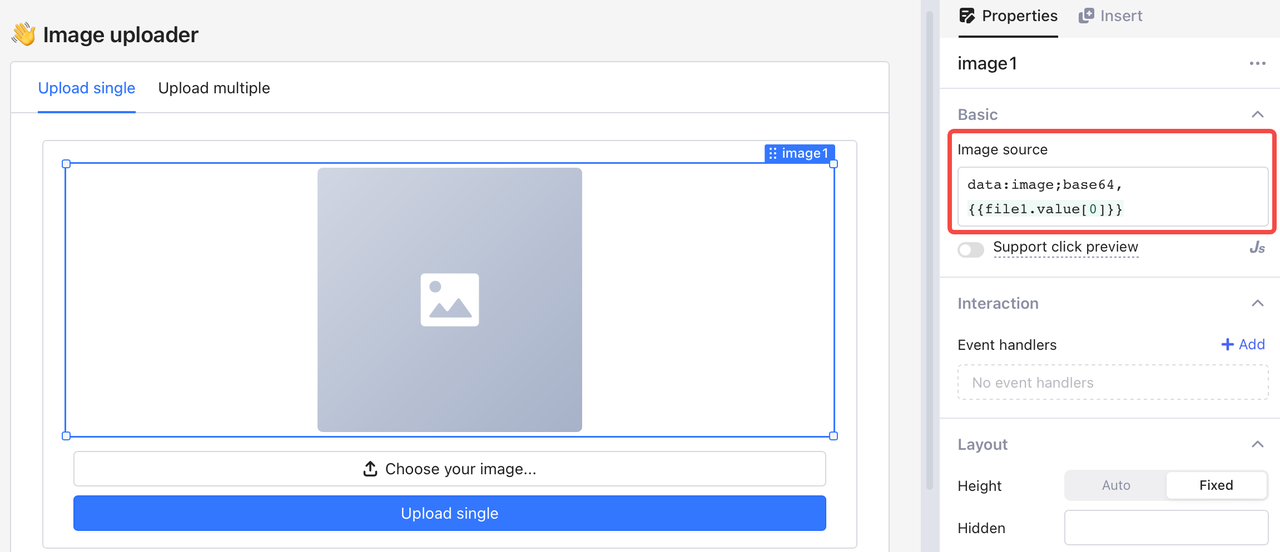 👋 Image uploader
Upload single
Upload multiple
image1
Choose your image...
Upload single
Properties
Insert
image1
Basic
Image source
data:image;base64,
{{file1.value[0]}}
Support click preview
Js
Interaction
Event handlers
+ Add
No event handlers
Layout
Height
Auto
Fixed
Hidden